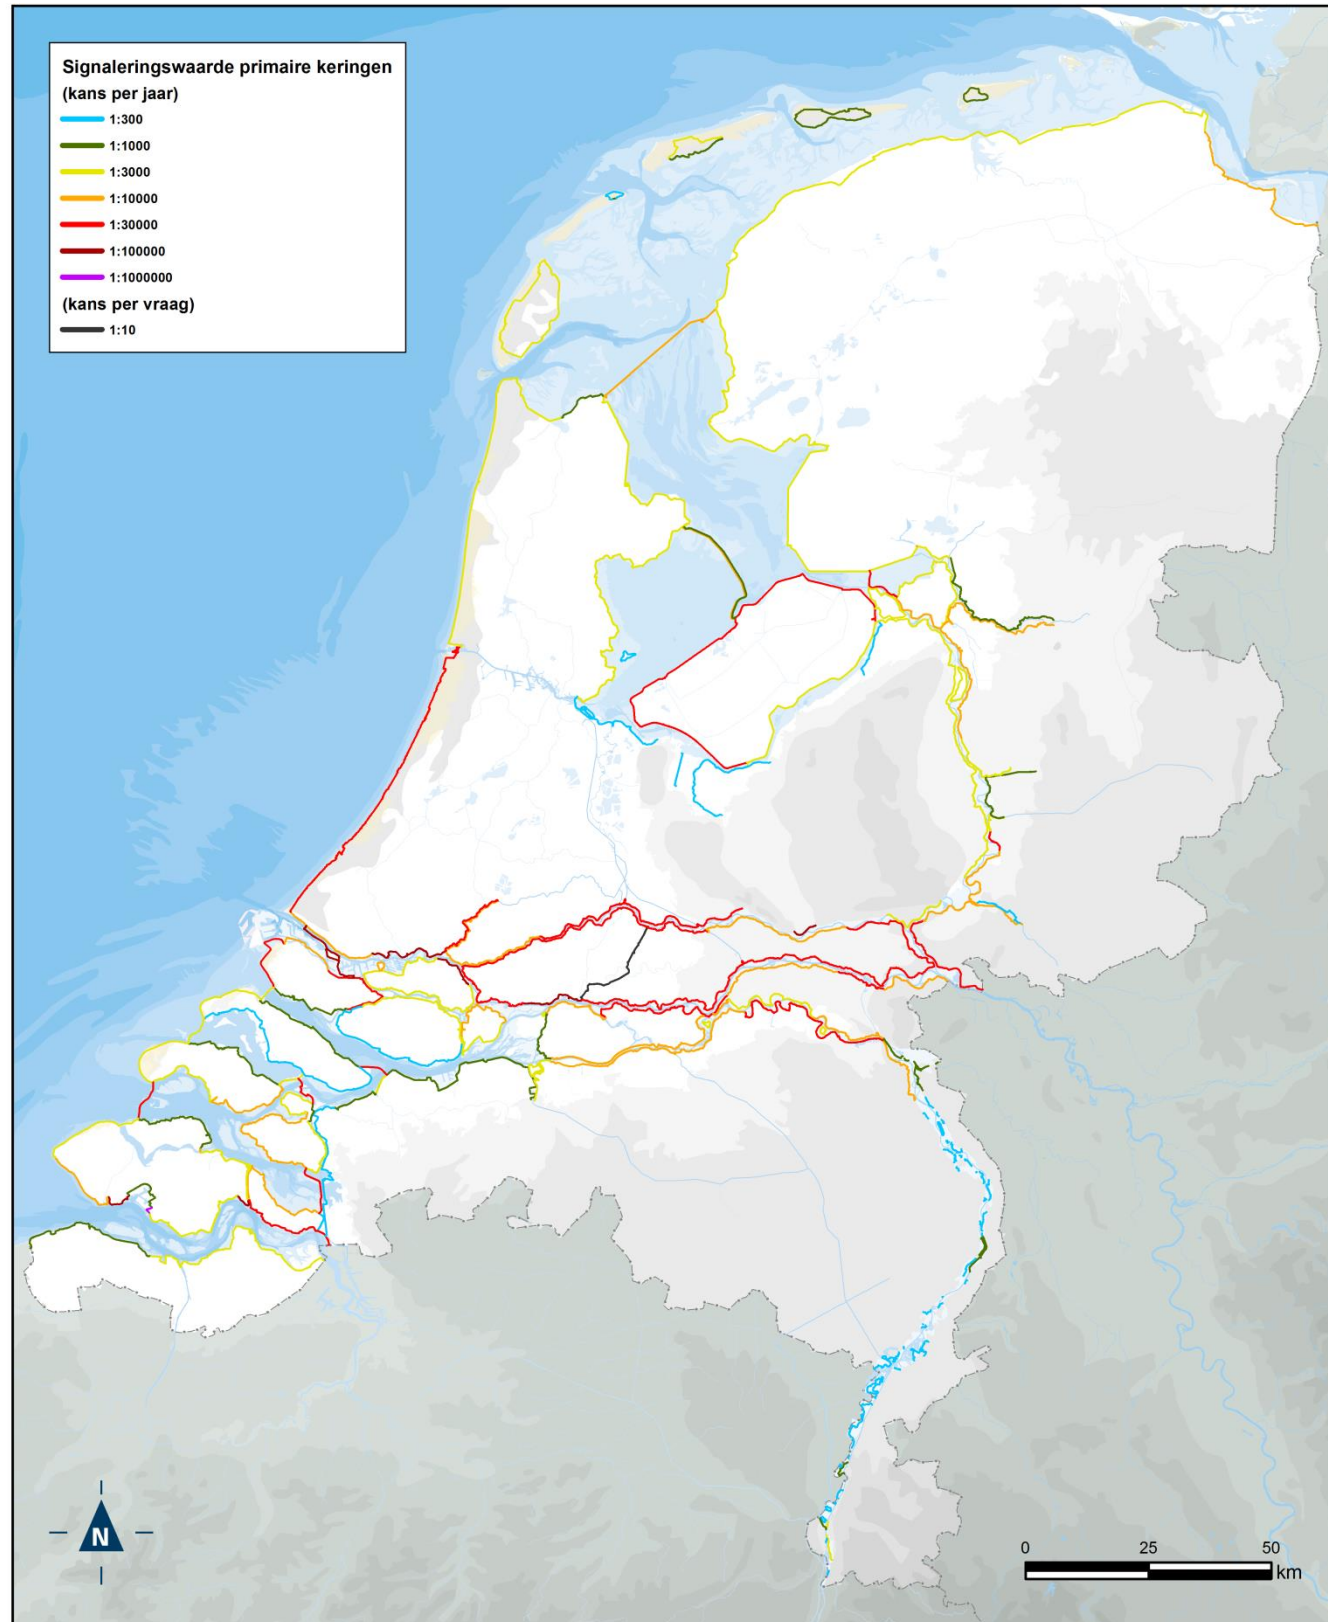 Signaleringswaarde primaire keringen
(kans per jaar)
1:300
1:1000
1:3000
1:10000
1:30000
1:100000
1:1000000
(kans per vraag)
1:10
N
0 25 50
km